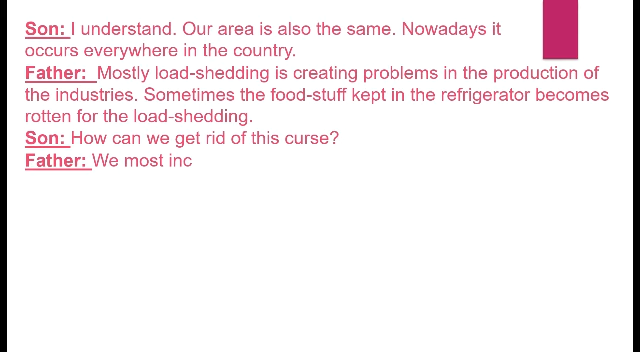 Son: I understand. Our area is also the same. Nowadays it
occurs everywhere in the country.
Father:  Mostly load-shedding is creating problems in the production of
the industries. Sometimes the food-stuff kept in the refrigerator becomes
rotten for the load-shedding.
Son: How can we get rid of this curse?
Father: We most inc